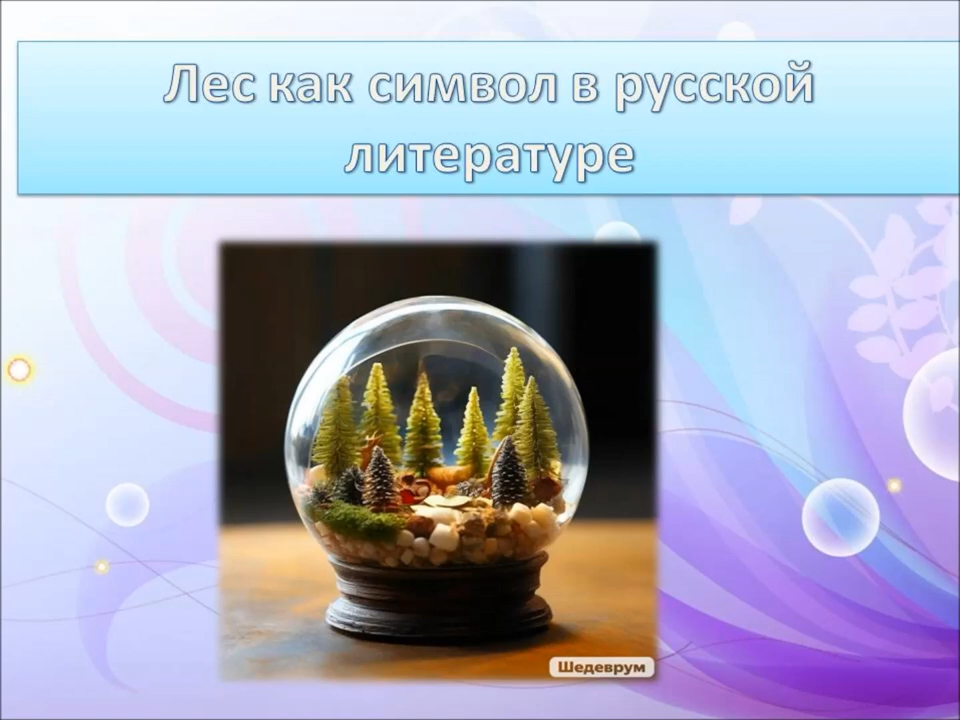 Лес как символ в русской
литературе
Шедеврум